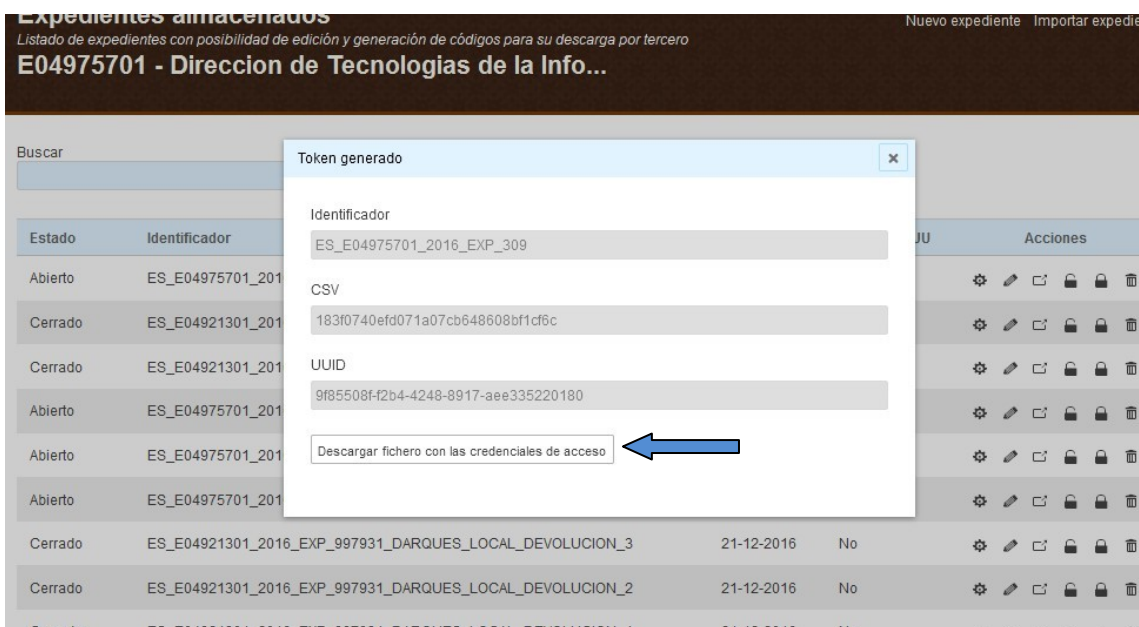 Expedientes almacenados
Nuevo expediente Importar expedie
Listado de expedientes con posibilidad de edición y generación de códigos para su descarga por tercero
E04975701 - Direccion de Tecnologias de la Info...
Buscar
Token generado
Identificador
ES_E04975701_2016_EXP_309
CSV
183f0740efd071a07cb648608bf1cf6c
UUID
9f85508f-f2b4-4248-8917-aee335220180
Descargar fichero con las credenciales de acceso
Estado Identificador JU Acciones
Abierto ES_E04975701_201
Cerrado ES_E04921301_201
Cerrado ES_E04921301_201
Abierto ES_E04975701_201
Abierto ES_E04975701_201
Abierto ES_E04975701_201
Cerrado ES_E04921301_2016_EXP_997931_DARQUES_LOCAL_DEVOLUCION_3 21-12-2016 No
Cerrado ES_E04921301_2016_EXP_997931_DARQUES_LOCAL_DEVOLUCION_2 21-12-2016 No